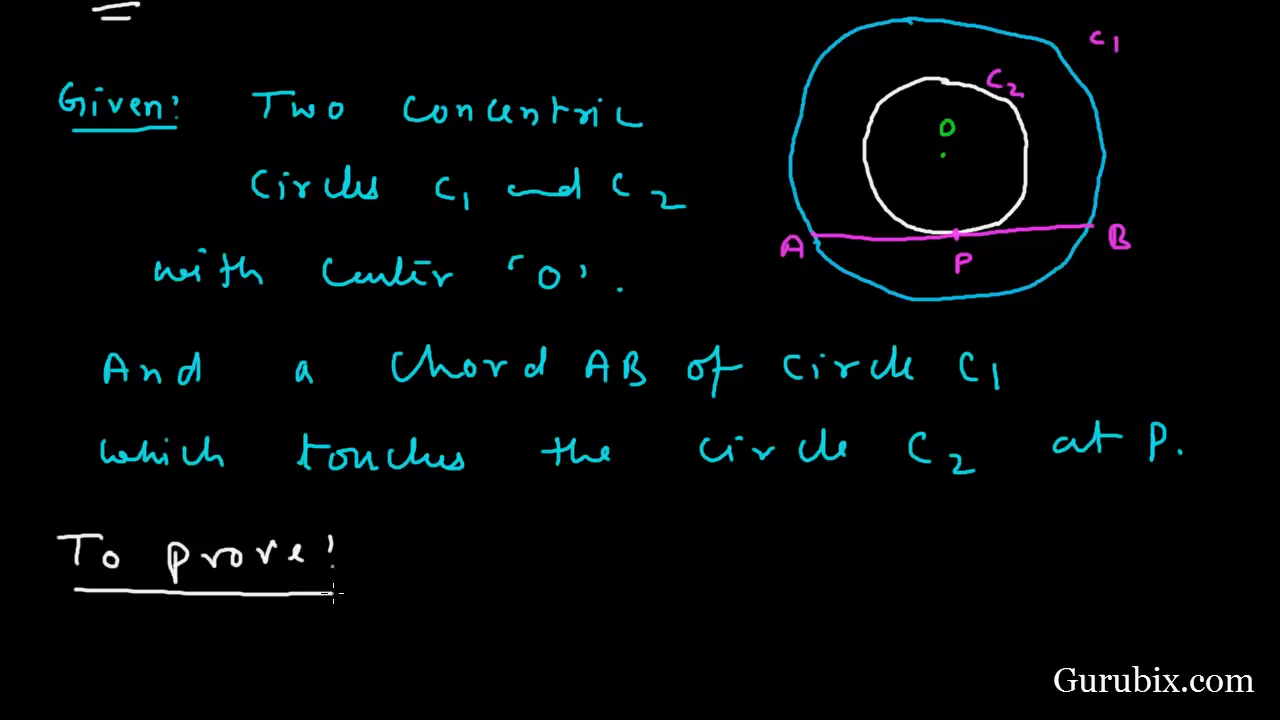 C1
C2
O
A
P
B
Given: Two concentric
Circles C1 and C2
with Center 'O'.
And a Chord AB of Circle C1
which touches the circle C2 at P.
To prove:
Gurubix.com